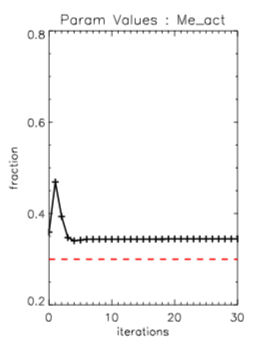 Param Values : Me_act
0.8
0.6
0.4
0.2
fraction
0 10 20 30
iterations